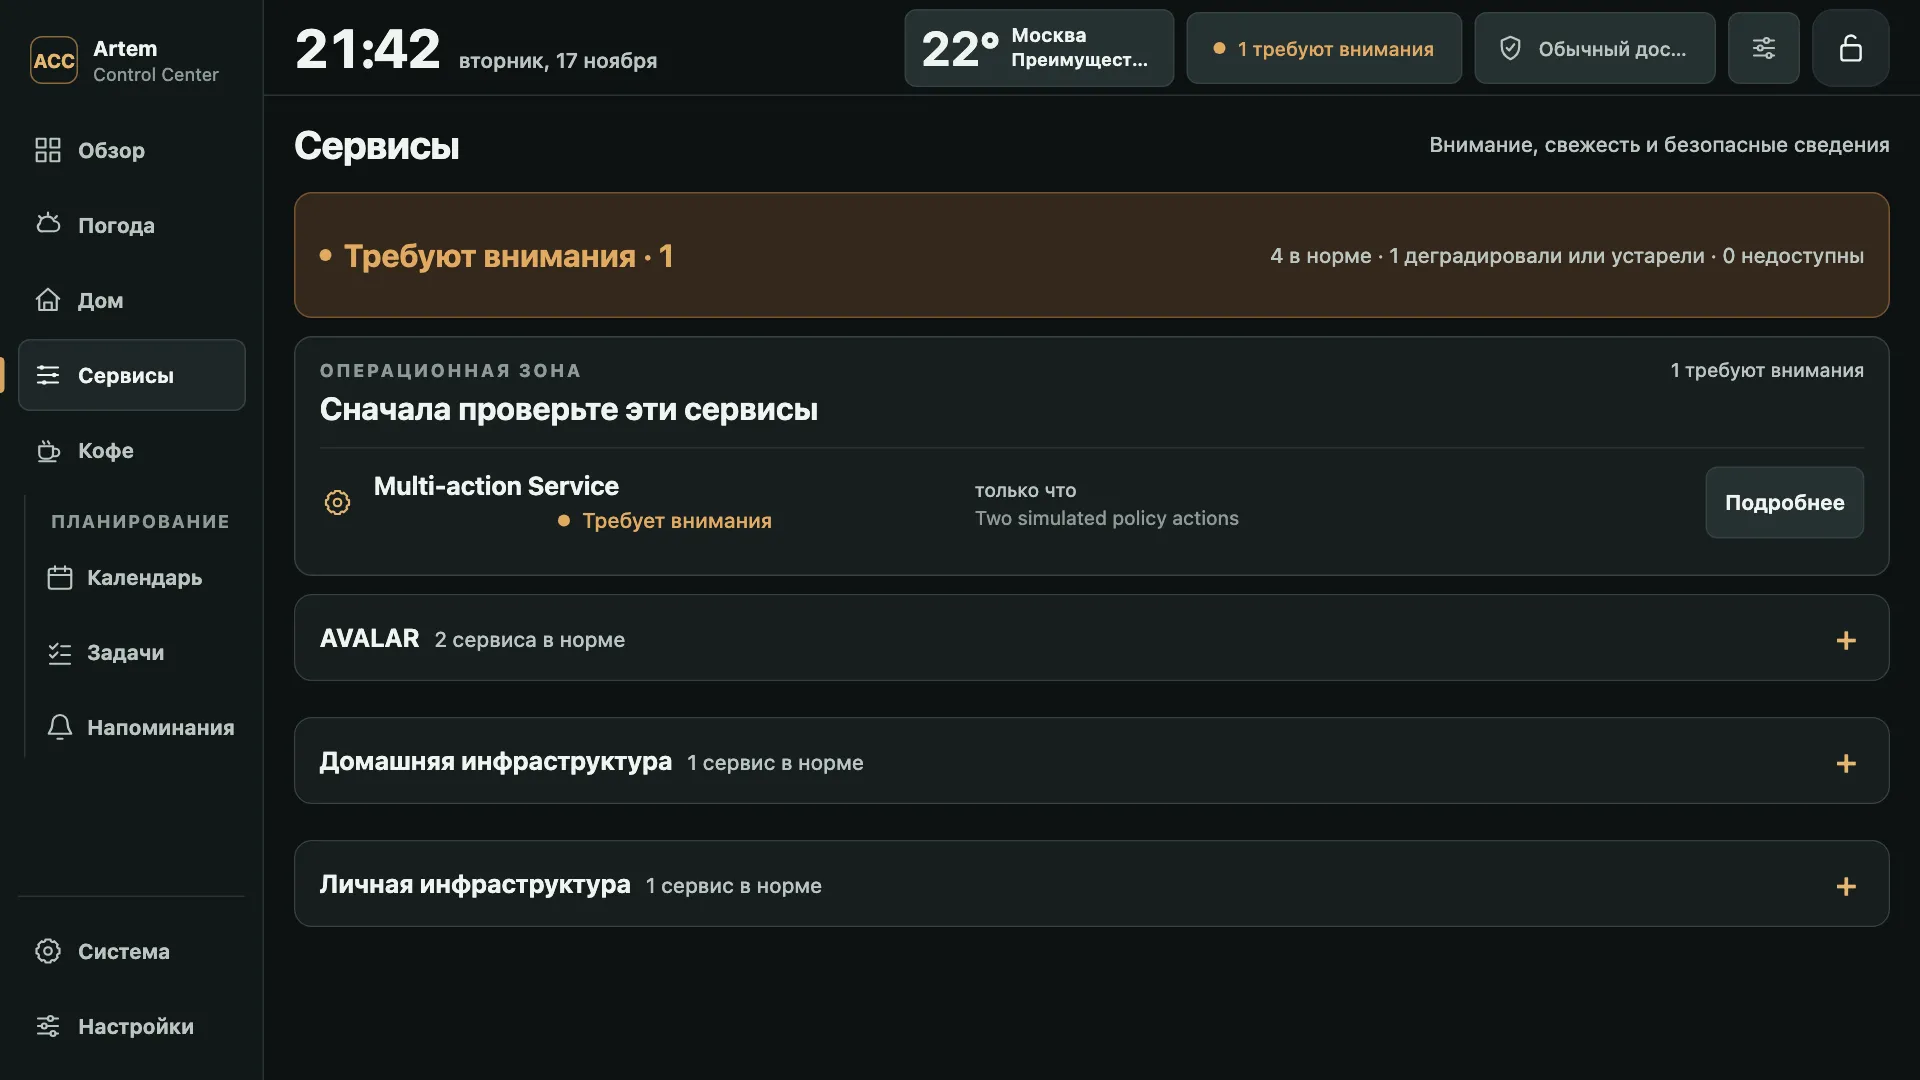 ACC
Artem
Control Center
Обзор
Погода
Дом
Сервисы
Кофе
ПЛАНИРОВАНИЕ
Календарь
Задачи
Напоминания
Система
Настройки
21:42
вторник, 17 ноября
22°
Москва
Преимущест...
1 требуют внимания
Обычный дос...
Сервисы
Внимание, свежесть и безопасные сведения
Требуют внимания · 1
4 в норме · 1 деградировали или устарели · 0 недоступны
ОПЕРАЦИОННАЯ ЗОНА
1 требуют внимания
Сначала проверьте эти сервисы
Multi-action Service
Требует внимания
только что
Two simulated policy actions
Подробнее
AVALAR 2 сервиса в норме
Домашняя инфраструктура 1 сервис в норме
Личная инфраструктура 1 сервис в норме